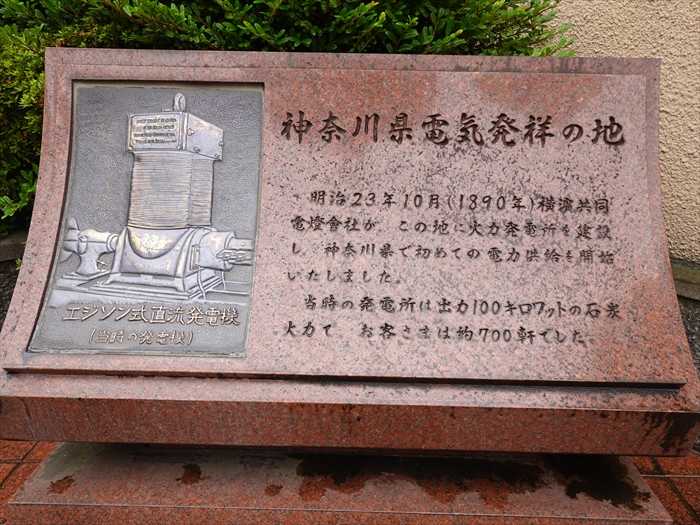 神奈川県電気発祥の地
明治23年10月(1890年)横濱共同
電燈會社が、この地に火力発電所を建設
し、神奈川県で初めての電力供給を開始
いたしました。
当時の発電所は出力100キロワットの石炭
火力で、お客さまは約700軒でした。
エジソン式直流発電機
(当時の発電機)